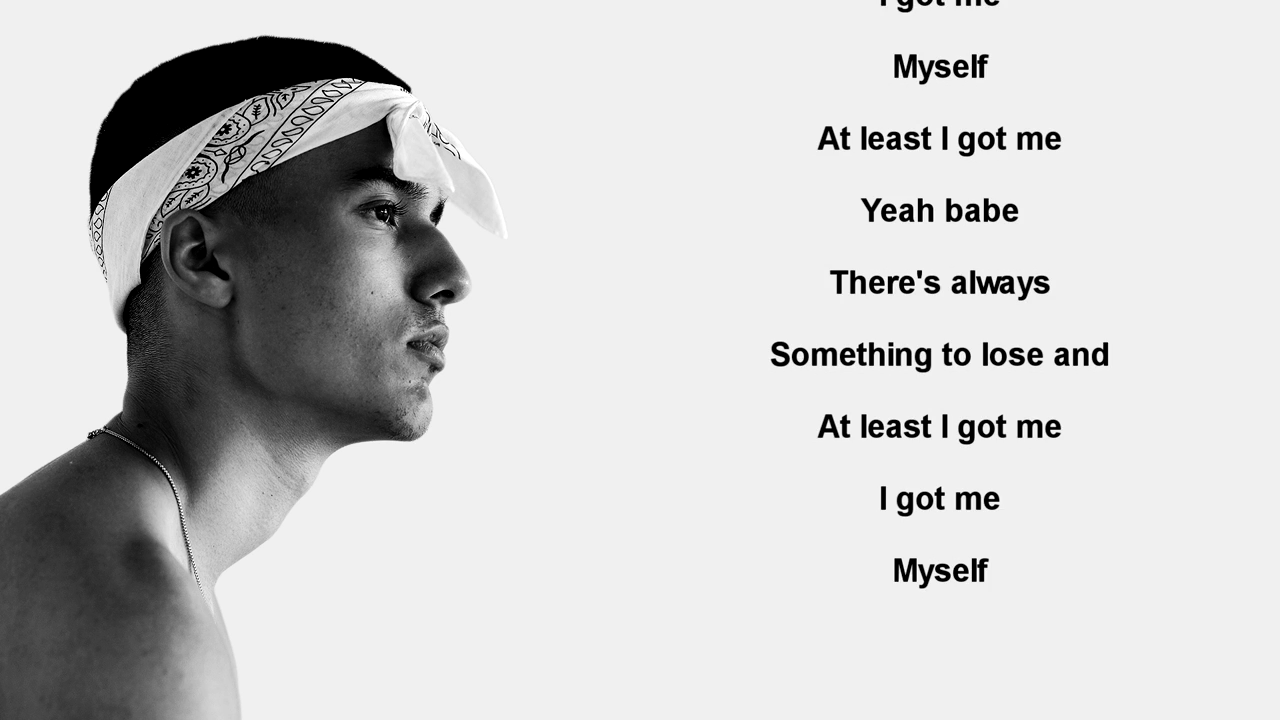 I got me
Myself
At least I got me
Yeah babe
There's always
Something to lose and
At least I got me
I got me
Myself